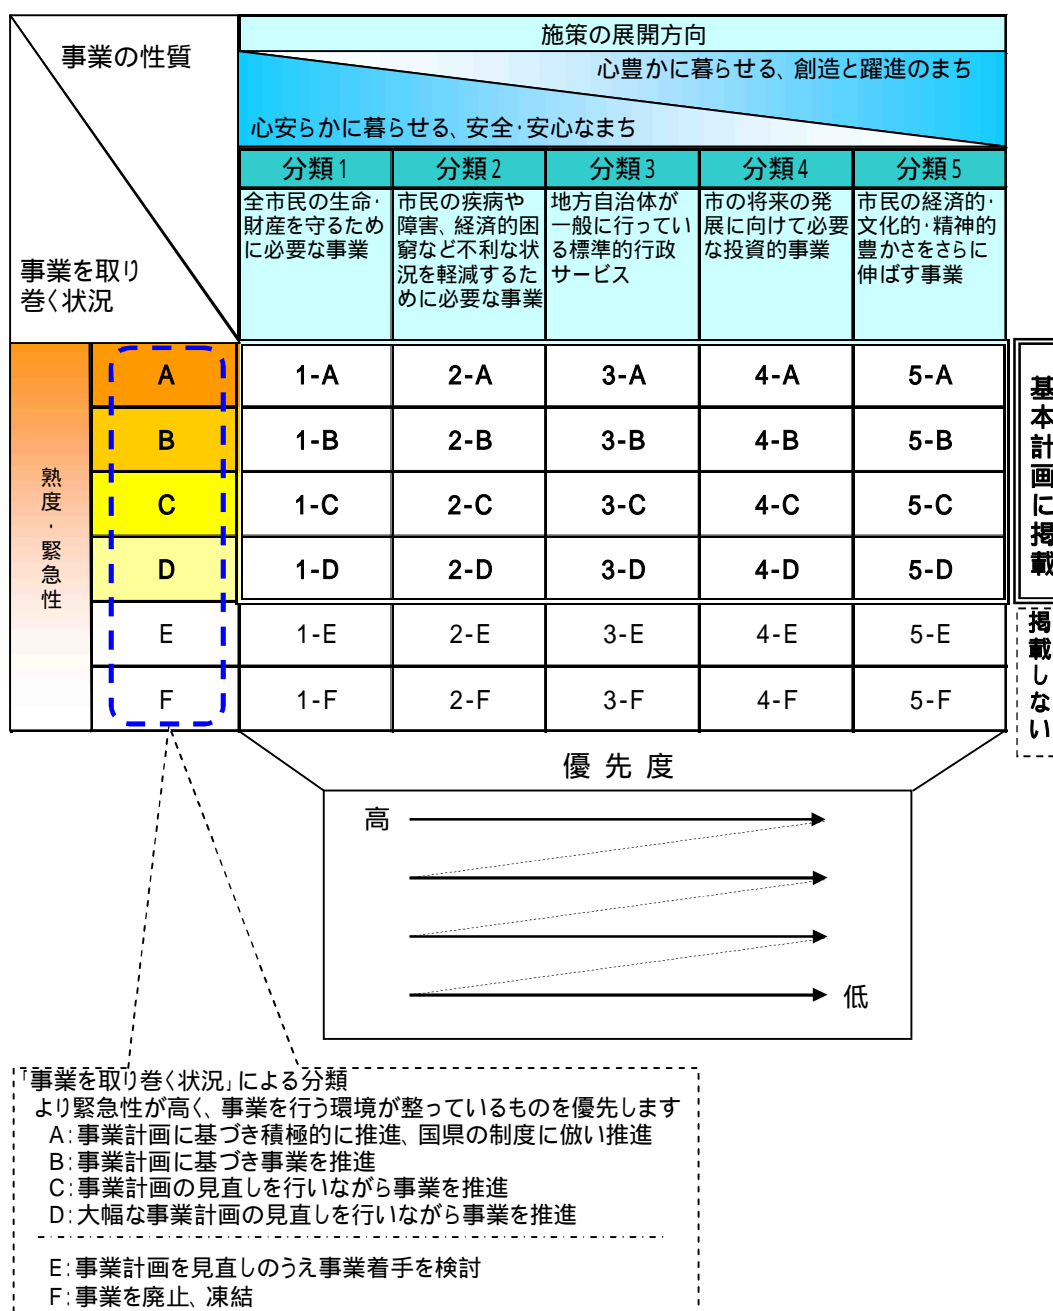 事業の性質
事業を取り
巻く状況
施策の展開方向
心豊かに暮らせる、創造と躍進のまち
心安らかに暮らせる、安全・安心なまち
分類1
分類2
分類3
分類4
分類5
全市民の生命・
財産を守るため
に必要な事業
市民の疾病や
障害、経済的困
窮など不利な状
況を軽減するた
めに必要な事業
地方自治体が
一般に行ってい
る標準的行政
サービス
市の将来の発
展に向けて必要
な投資的事業
市民の経済的・
文化的・精神的
豊かさをさらに
伸ばす事業
熟度・緊急性
A 1-A 2-A 3-A 4-A 5-A
B 1-B 2-B 3-B 4-B 5-B
C 1-C 2-C 3-C 4-C 5-C
D 1-D 2-D 3-D 4-D 5-D
E 1-E 2-E 3-E 4-E 5-E
F 1-F 2-F 3-F 4-F 5-F
基本計画に掲載
掲載しない
優先度
高
低
「事業を取り巻く状況」による分類
より緊急性が高く、事業を行う環境が整っているものを優先します
A:事業計画に基づき積極的に推進、国県の制度に倣い推進
B:事業計画に基づき事業を推進
C:事業計画の見直しを行いながら事業を推進
D:大幅な事業計画の見直しを行いながら事業を推進
E:事業計画を見直しのうえ事業着手を検討
F:事業を廃止、凍結